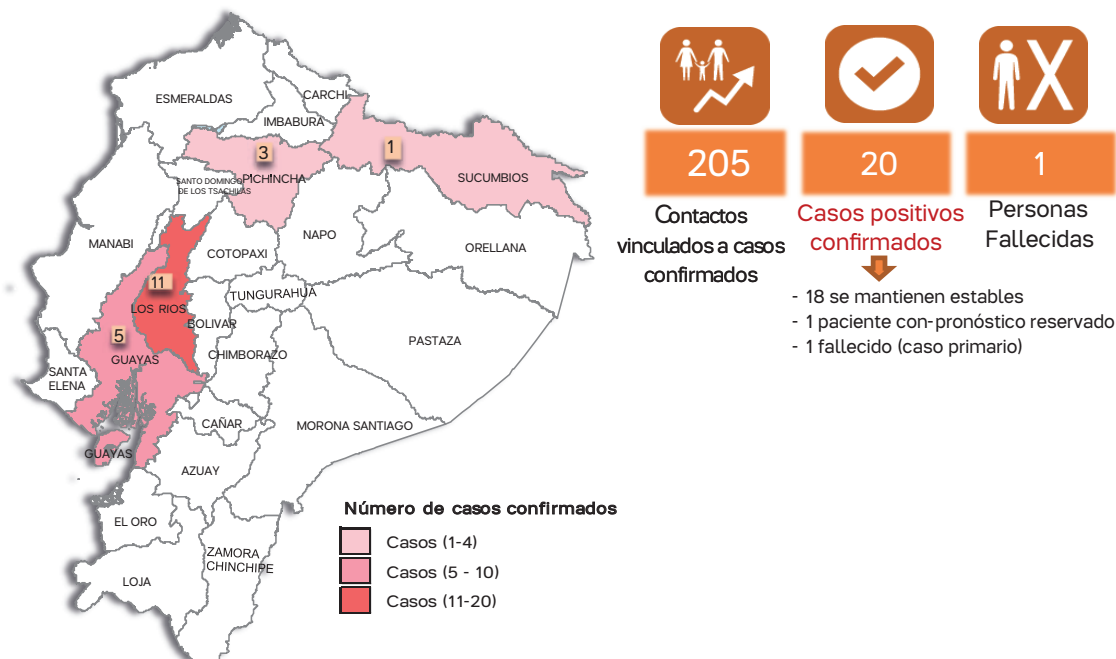 ESMERALDAS
CARCHI
IMBABURA
3
1
SANTO DOMINGO
DE LOS TSACHILAS
PICHINCHA
SUCUMBIOS
MANABI
COTOPAXI
NAPO
ORELLANA
11
LOS RIOS
TUNGURAHUA
BOLIVAR
5
GUAYAS
CHIMBORAZO
PASTAZA
SANTA
ELENA
CAÑAR
MORONA SANTIAGO
GUAYAS
AZUAY
EL ORO
ZAMORA
CHINCHIPE
LOJA
Número de casos confirmados
Casos (1-4)
Casos (5 - 10)
Casos (11-20)
205
Contactos
vinculados a casos
confirmados
20
Casos positivos
confirmados
1
Personas
Fallecidas
- 18 se mantienen estables
- 1 paciente con-pronóstico reservado
- 1 fallecido (caso primario)